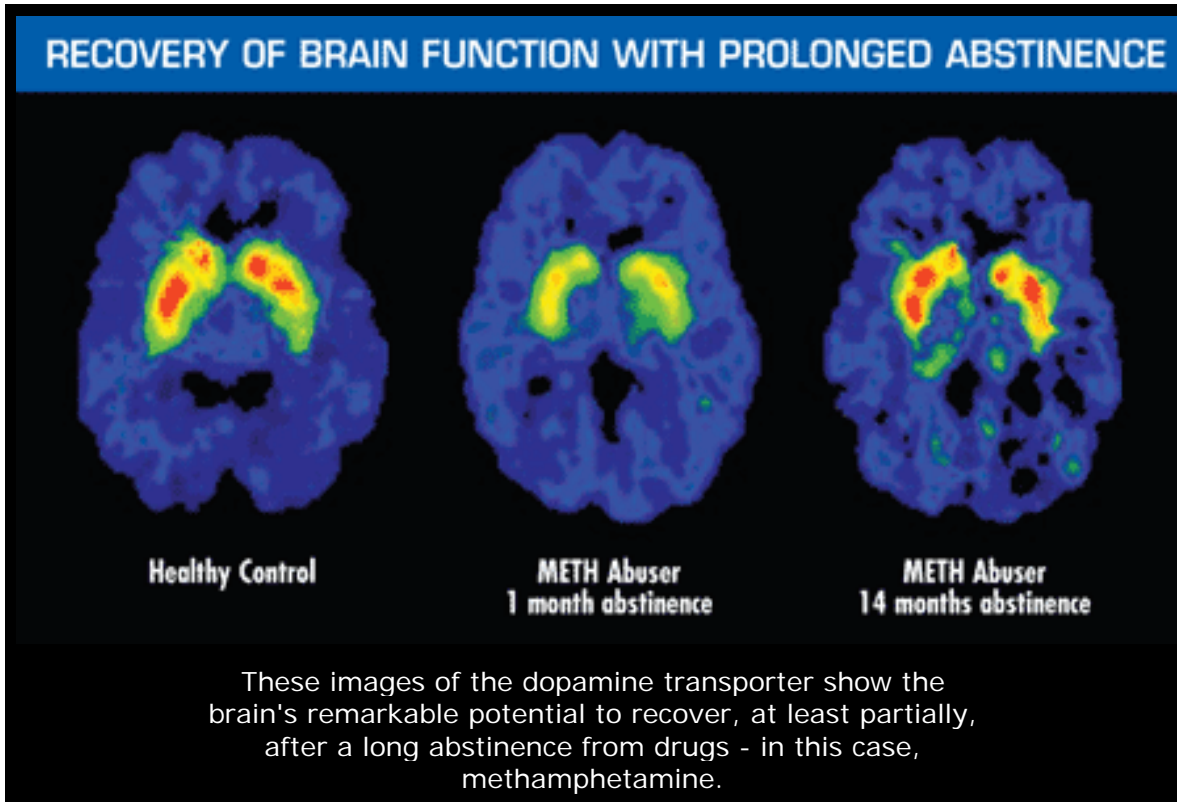 RECOVERY OF BRAIN FUNCTION WITH PROLONGED ABSTINENCE
Healthy Control
METH Abuser
1 month abstinence
METH Abuser
14 months abstinence
These images of the dopamine transporter show the
brain's remarkable potential to recover, at least partially,
after a long abstinence from drugs - in this case,
methamphetamine.